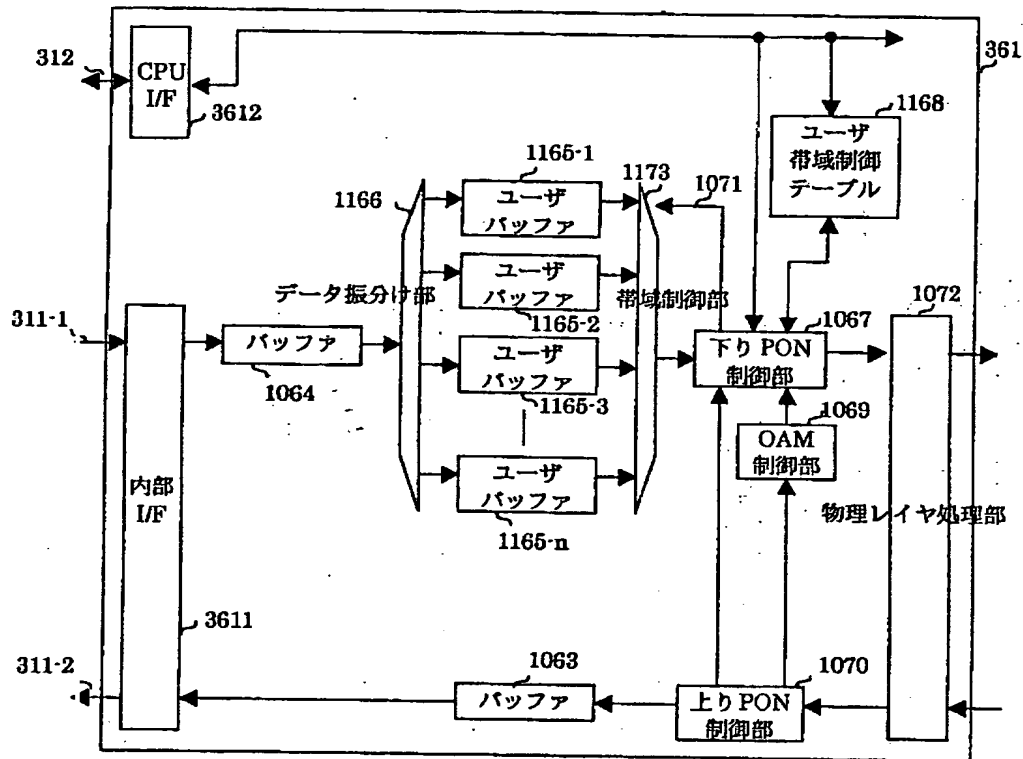 312
CPU
I/F
3612
361
1168
ユーザ
帯域制御
テーブル
1165-1
ユーザ
バッファ
1166
1173
1071
データ振分け部
ユーザ
バッファ
1165-2
帯域制御部
1072
311-1
バッファ
1064
ユーザ
バッファ
1165-3
1067
下り PON
制御部
1069
OAM
制御部
内部
I/F
ユーザ
バッファ
1165-n
物理レイヤ処理部
3611
311-2
1063
バッファ
1070
上り PON
制御部